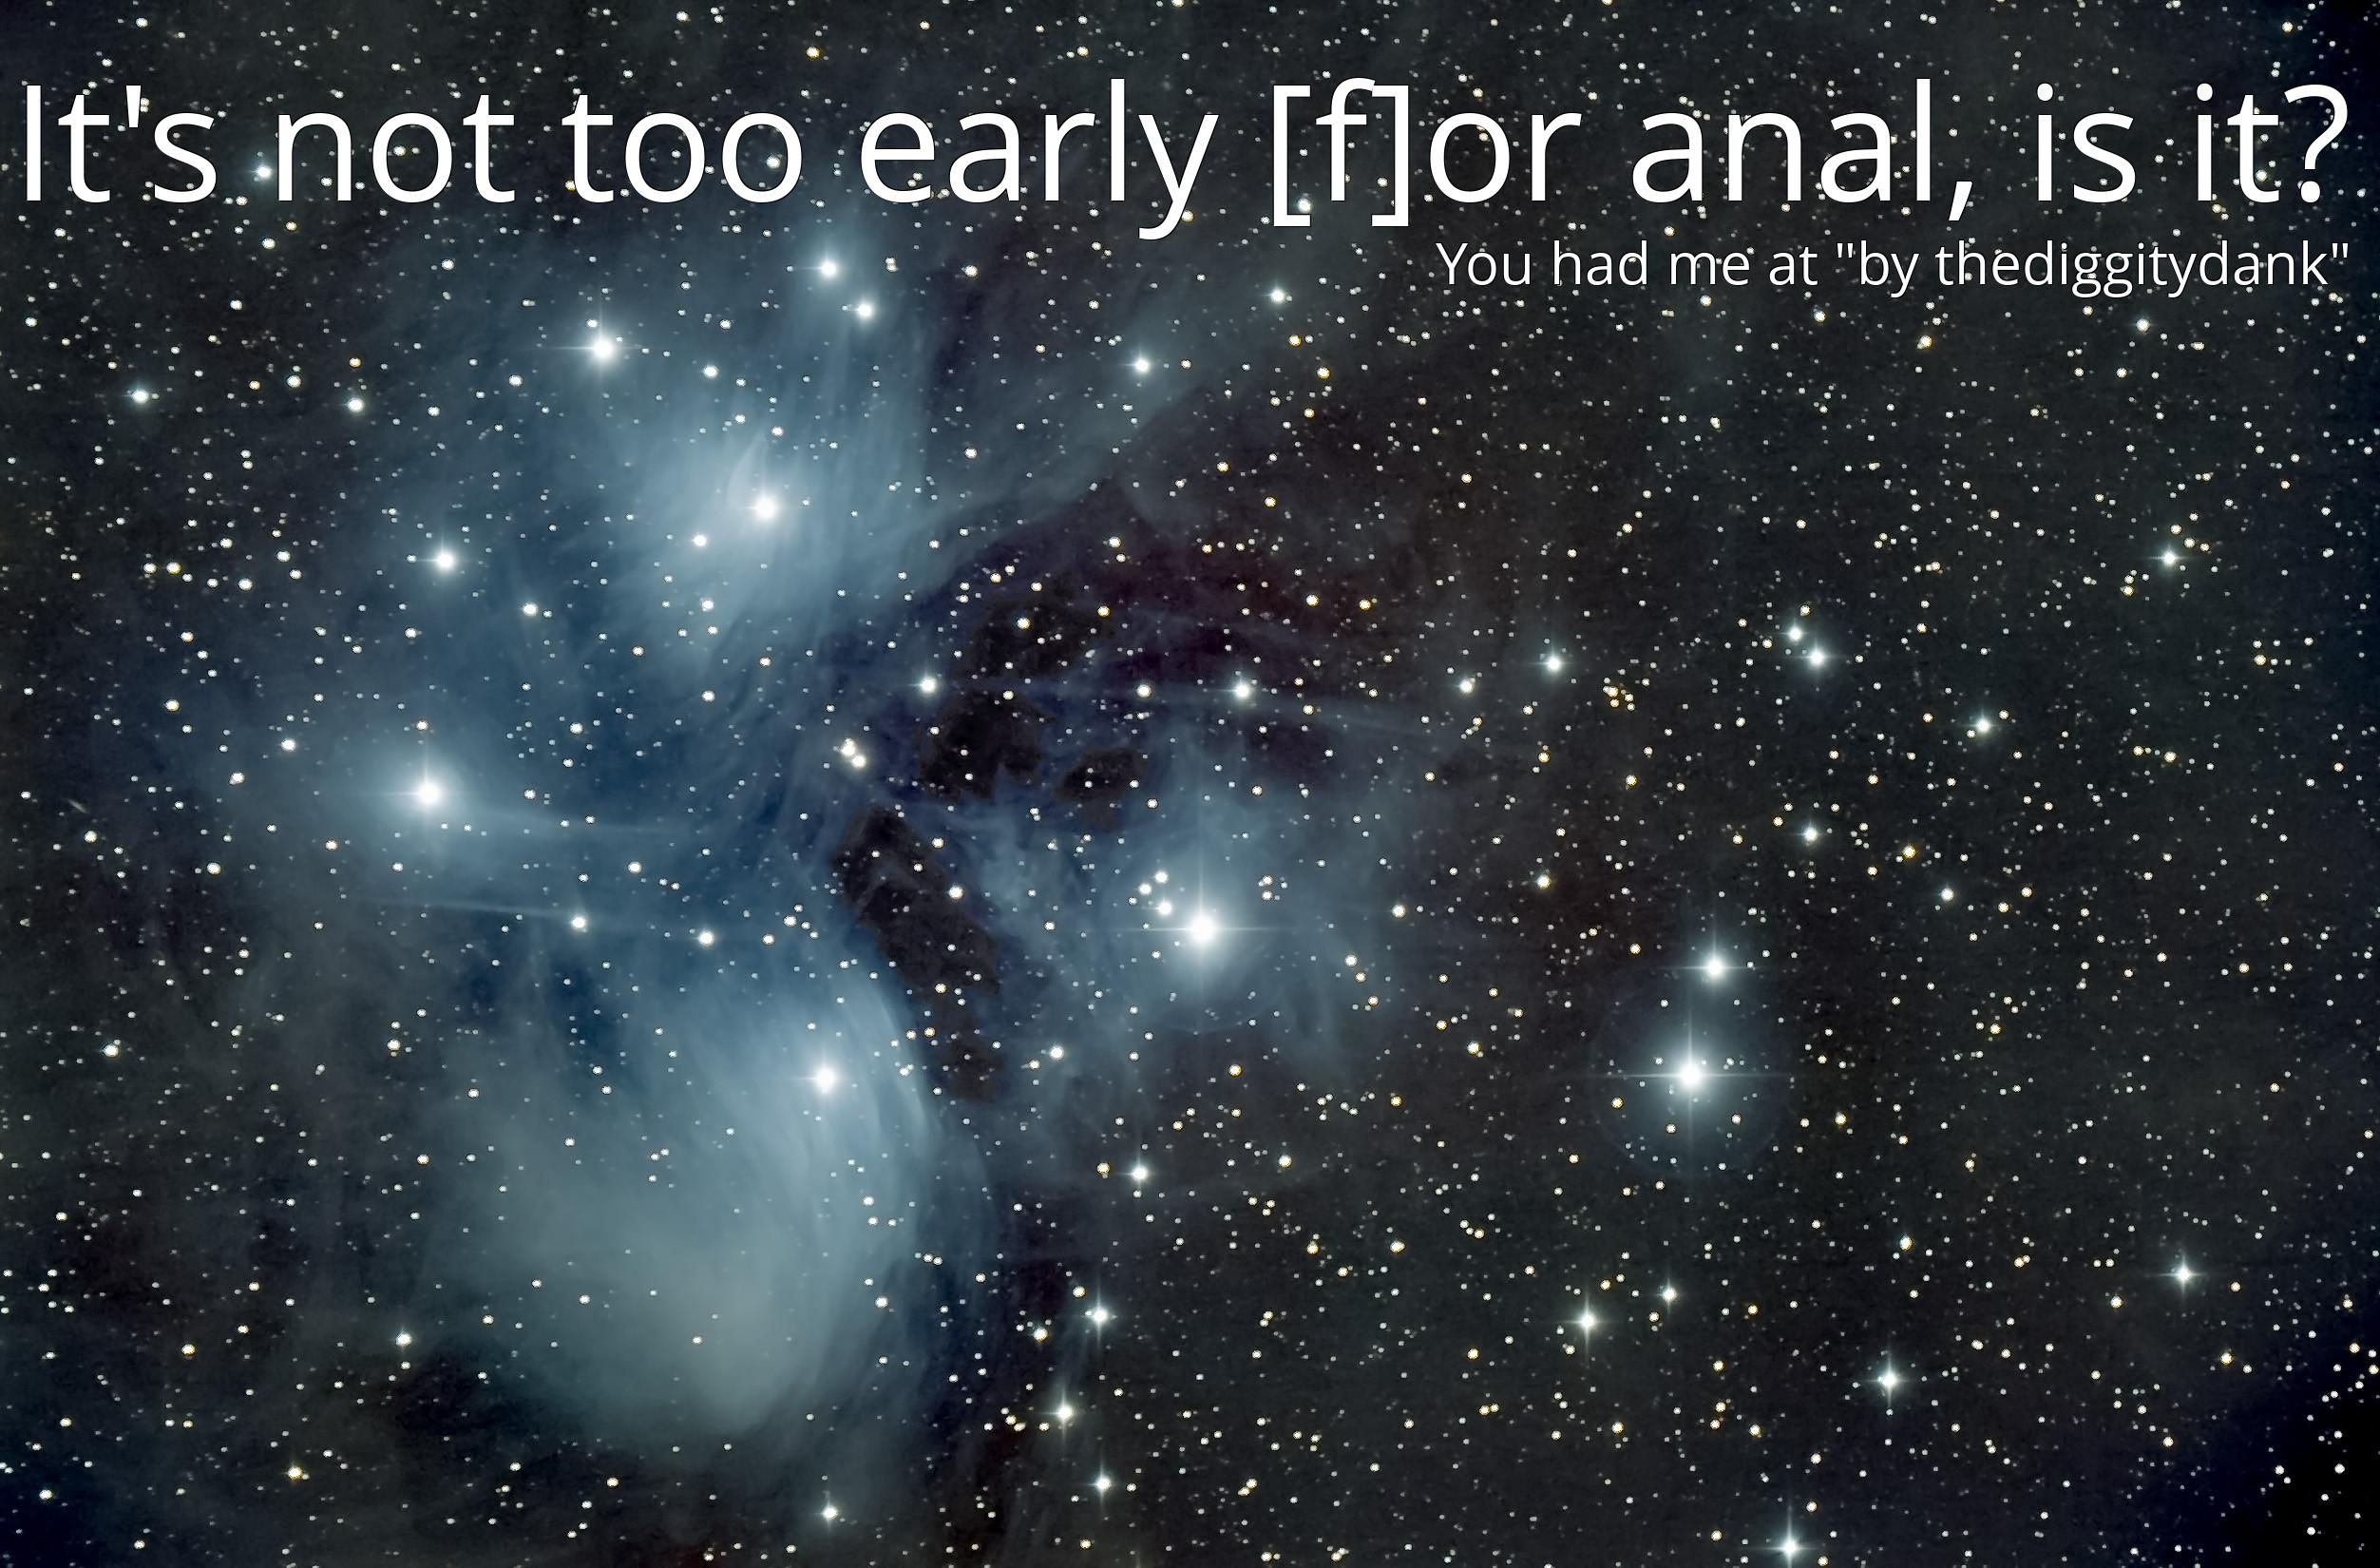 It's not too early [f]or anal, is it?
You had me at "by thediggitydank"